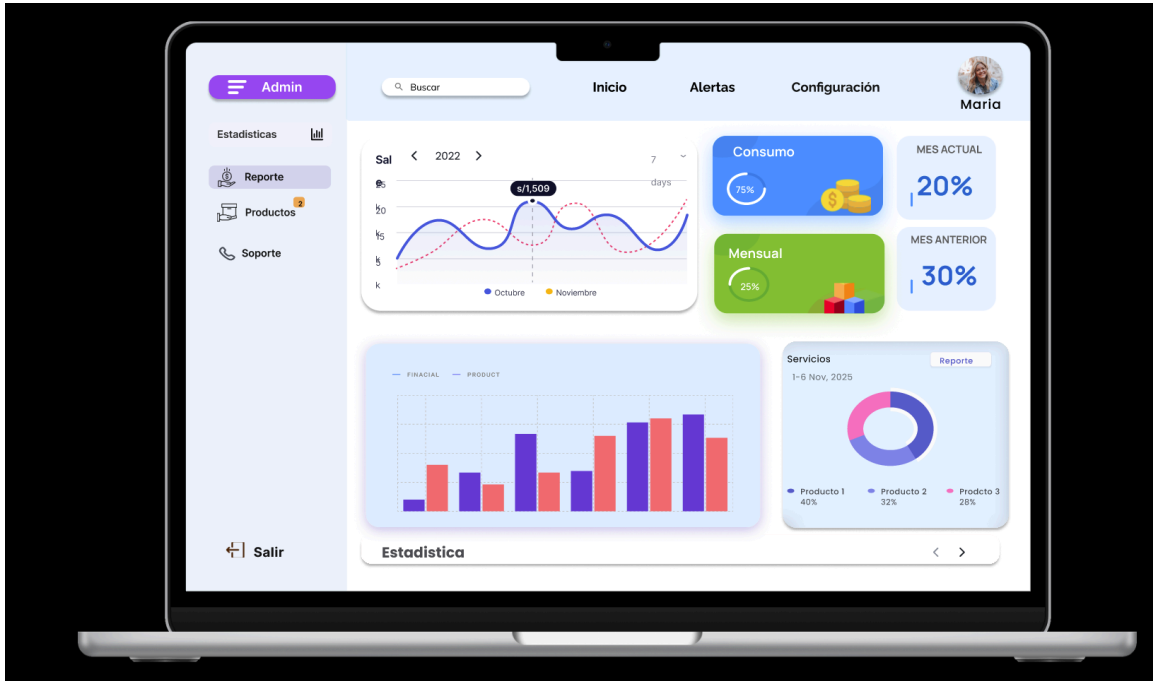 Admin
Buscar
Inicio
Alertas
Configuración
Maria
Estadisticas
Reporte
Productos
2
Soporte
Salir
Sal
e
2022
7
days
25
k
20
k
15
k
5
k
s/1,509
Octubre
Noviembre
Consumo
75%
MES ACTUAL
20%
Mensual
25%
MES ANTERIOR
30%
FINACIAL
PRODUCT
Servicios
Reporte
1-6 Nov, 2025
Producto 1
40%
Producto 2
32%
Prodcto 3
28%
Estadistica